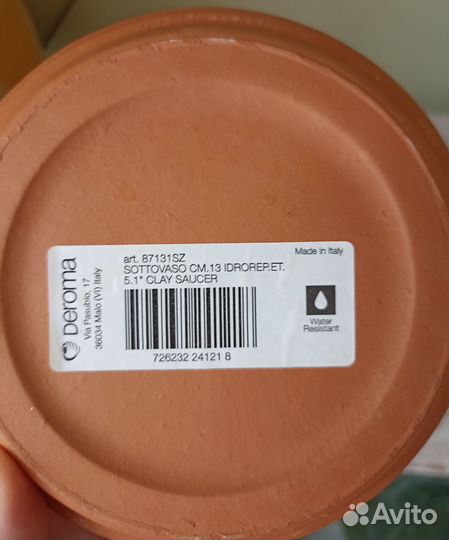 Deroma
Via Pasubio, 17
36034 Malo (VI) Italy
art. 87131SZ
SOTTOVASO CM.13 IDROREP.ET.
5.1" CLAY SAUCER
726232 24121 8
Made in Italy
Water
Resistant
Avito